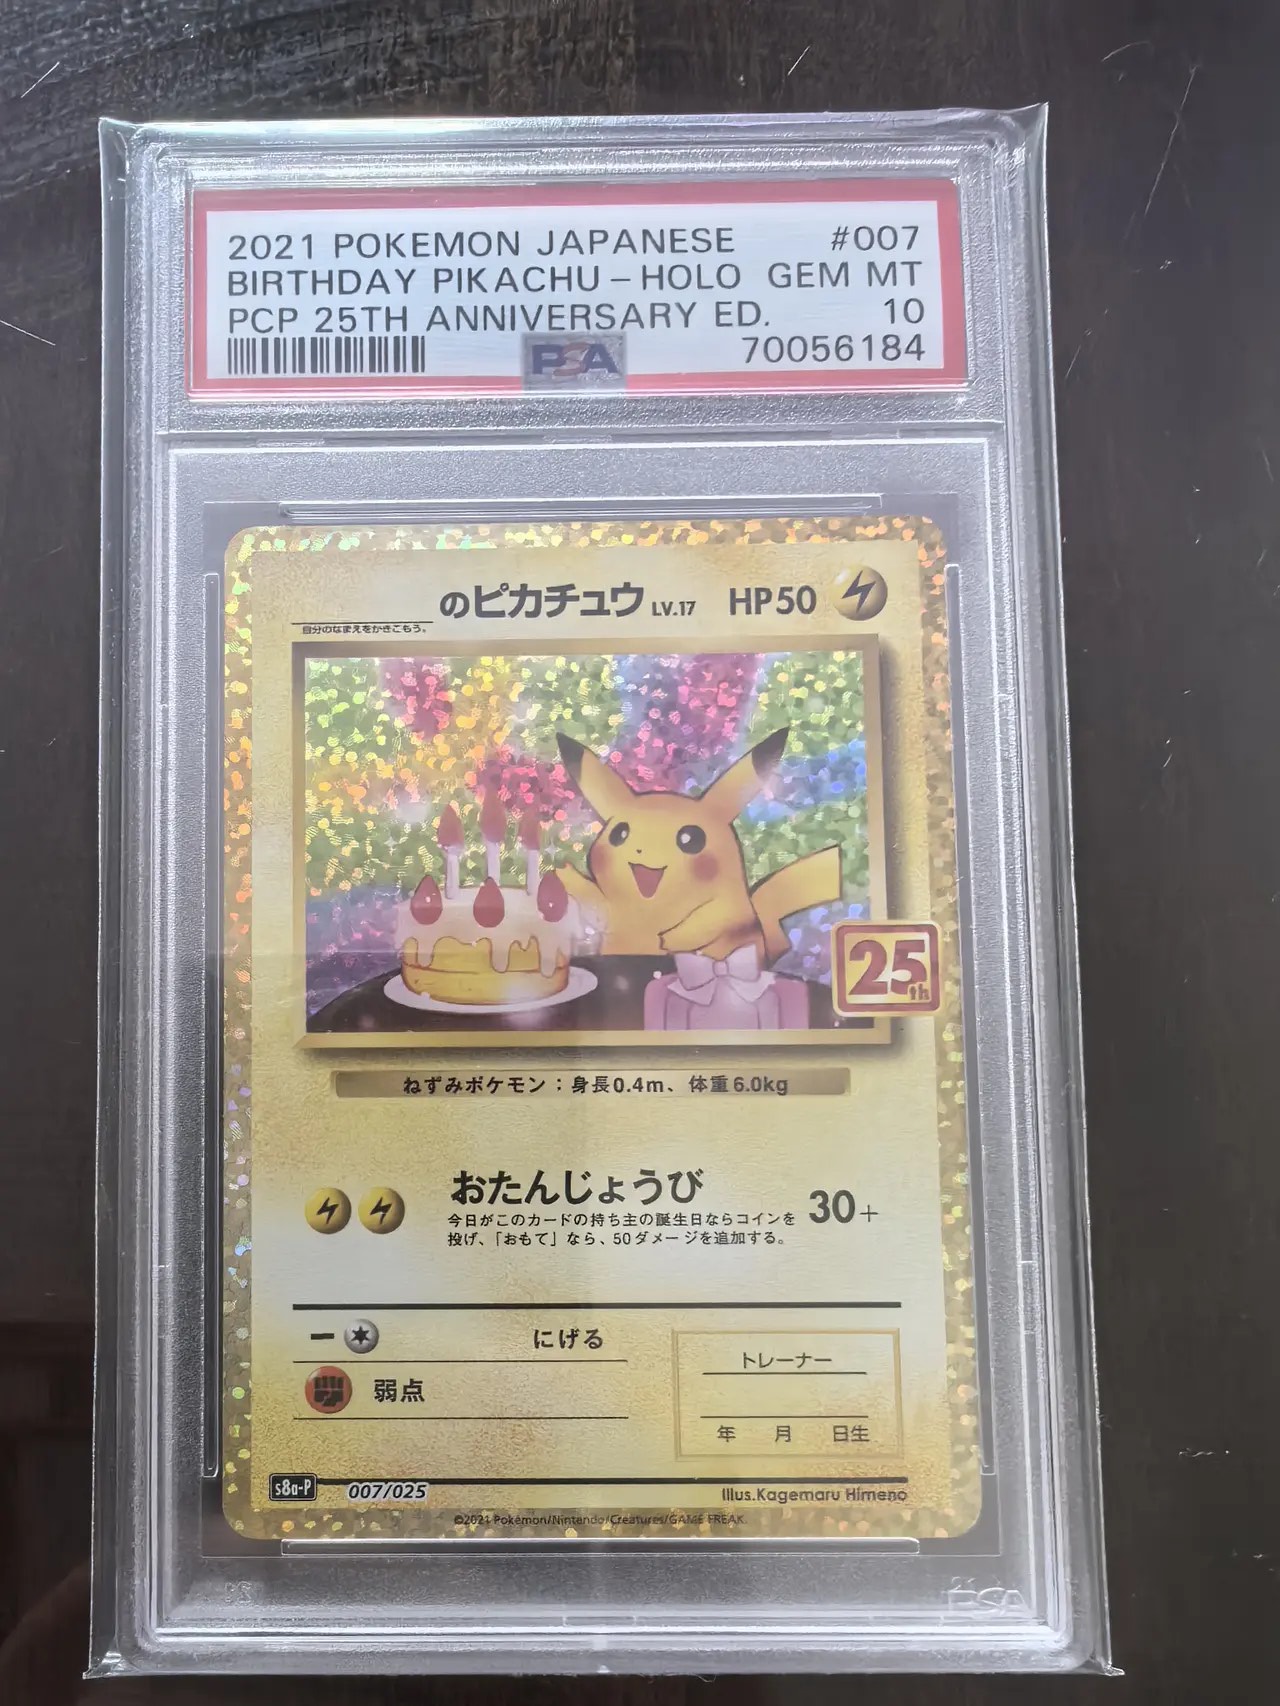 2021 POKEMON JAPANESE #007
BIRTHDAY PIKACHU-HOLO GEM MT
PCP 25TH ANNIVERSARY ED. 10
PSA 70056184
のピカチュウ LV.17 HP50
自分のなまえをかきこもう。
25th
ねずみポケモン：身長0.4m、体重6.0kg
おたんじょうび 30+
今日がこのカードの持ち主の誕生日ならコインを
投げ、「おもて」なら、50ダメージを追加する。
にげる
弱点
トレーナー
年 月 日生
s8a-P 007/025
Illus.Kagemaru Himeno
©2021 Pokémon/Nintendo/Creatures/GAME FREAK.
PSA